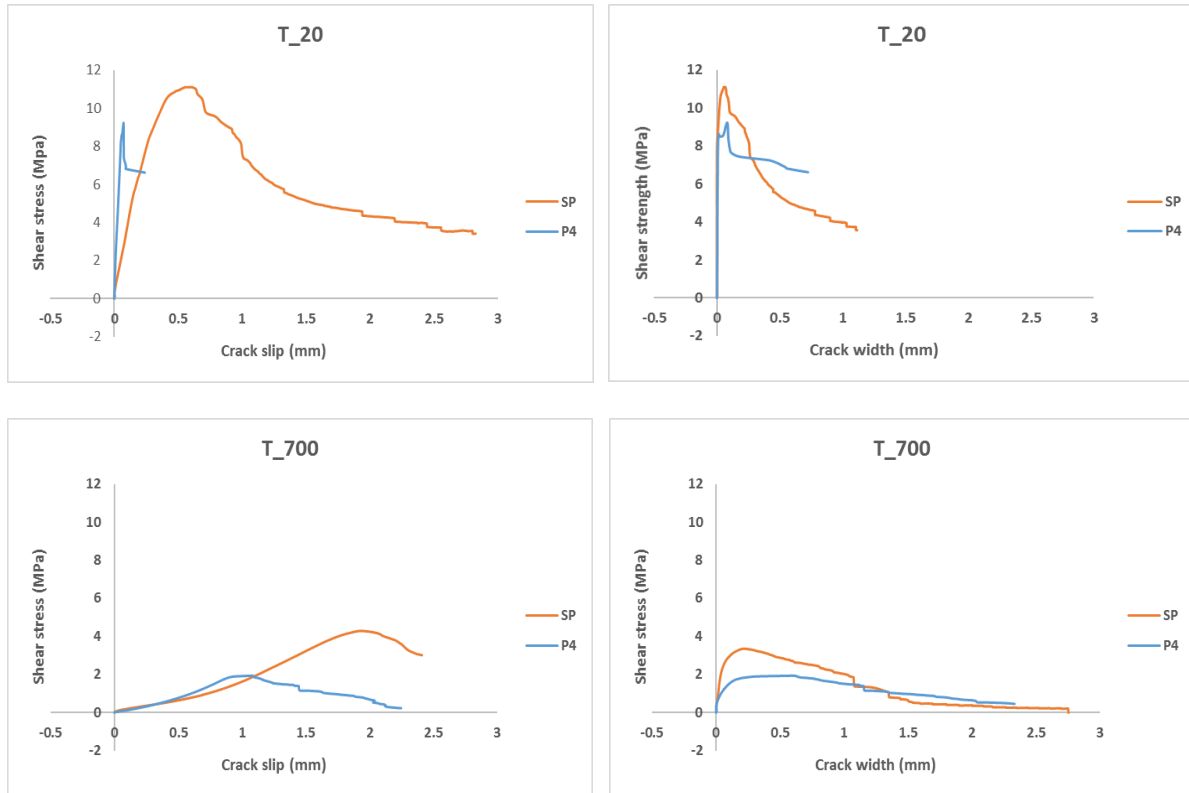 T_20
12
10
8
6
4
2
0
-2
-0.5 0 0.5 1 1.5 2 2.5 3
Shear stress (Mpa)
Crack slip (mm)
SP
P4
T_20
12
10
8
6
4
2
0
-2
-0.5 0 0.5 1 1.5 2 2.5 3
Shear strength (MPa)
Crack width (mm)
SP
P4
T_700
12
10
8
6
4
2
0
-2
-0.5 0 0.5 1 1.5 2 2.5 3
Shear stress (MPa)
Crack slip (mm)
SP
P4
T_700
12
10
8
6
4
2
0
-2
-0.5 0 0.5 1 1.5 2 2.5 3
Shear stress (MPa)
Crack width (mm)
SP
P4